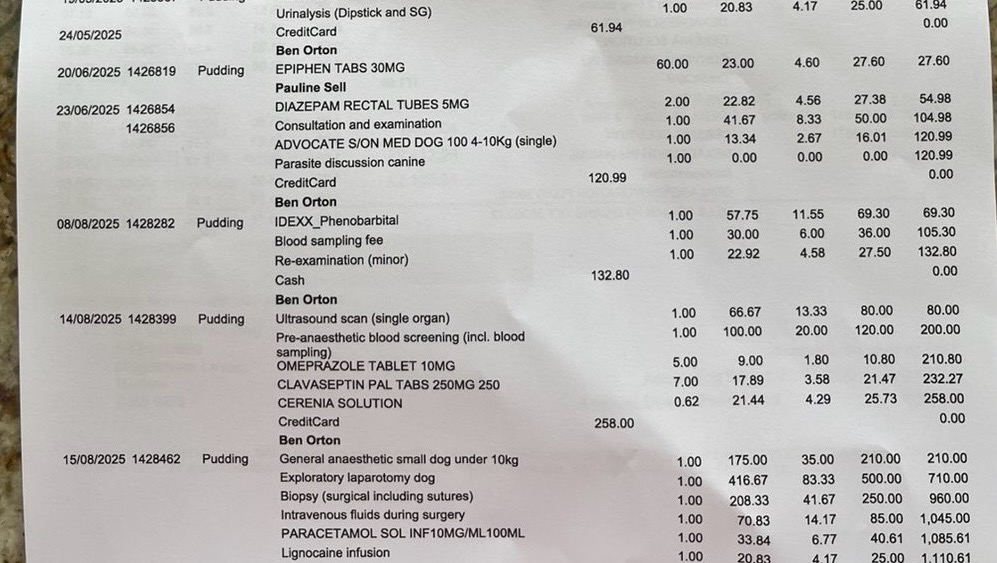 Urinalysis (Dipstick and SG) 1.00 20.83 4.17 25.00 61.94
24/05/2025 CreditCard 61.94 0.00
Ben Orton
20/06/2025 1426819 Pudding EPIPHEN TABS 30MG 60.00 23.00 4.60 27.60 27.60
Pauline Sell
23/06/2025 1426854 DIAZEPAM RECTAL TUBES 5MG 2.00 22.82 4.56 27.38 54.98
1426856 Consultation and examination 1.00 41.67 8.33 50.00 104.98
ADVOCATE S/ON MED DOG 100 4-10Kg (single) 1.00 13.34 2.67 16.01 120.99
Parasite discussion canine 1.00 0.00 0.00 0.00 120.99
CreditCard 120.99 0.00
Ben Orton
08/08/2025 1428282 Pudding IDEXX_Phenobarbital 1.00 57.75 11.55 69.30 69.30
Blood sampling fee 1.00 30.00 6.00 36.00 105.30
Re-examination (minor) 1.00 22.92 4.58 27.50 132.80
Cash 132.80 0.00
Ben Orton
14/08/2025 1428399 Pudding Ultrasound scan (single organ) 1.00 66.67 13.33 80.00 80.00
Pre-anaesthetic blood screening (incl. blood 1.00 100.00 20.00 120.00 200.00
sampling)
OMEPRAZOLE TABLET 10MG 5.00 9.00 1.80 10.80 210.80
CLAVASEPTIN PAL TABS 250MG 250 7.00 17.89 3.58 21.47 232.27
CERENIA SOLUTION 0.62 21.44 4.29 25.73 258.00
CreditCard 258.00 0.00
Ben Orton
15/08/2025 1428462 Pudding General anaesthetic small dog under 10kg 1.00 175.00 35.00 210.00 210.00
Exploratory laparotomy dog 1.00 416.67 83.33 500.00 710.00
Biopsy (surgical including sutures) 1.00 208.33 41.67 250.00 960.00
Intravenous fluids during surgery 1.00 70.83 14.17 85.00 1,045.00
PARACETAMOL SOL INF10MG/ML100ML 1.00 33.84 6.77 40.61 1,085.61
Lignocaine infusion 1.00 20.83 4.17 25.00 1,110.61